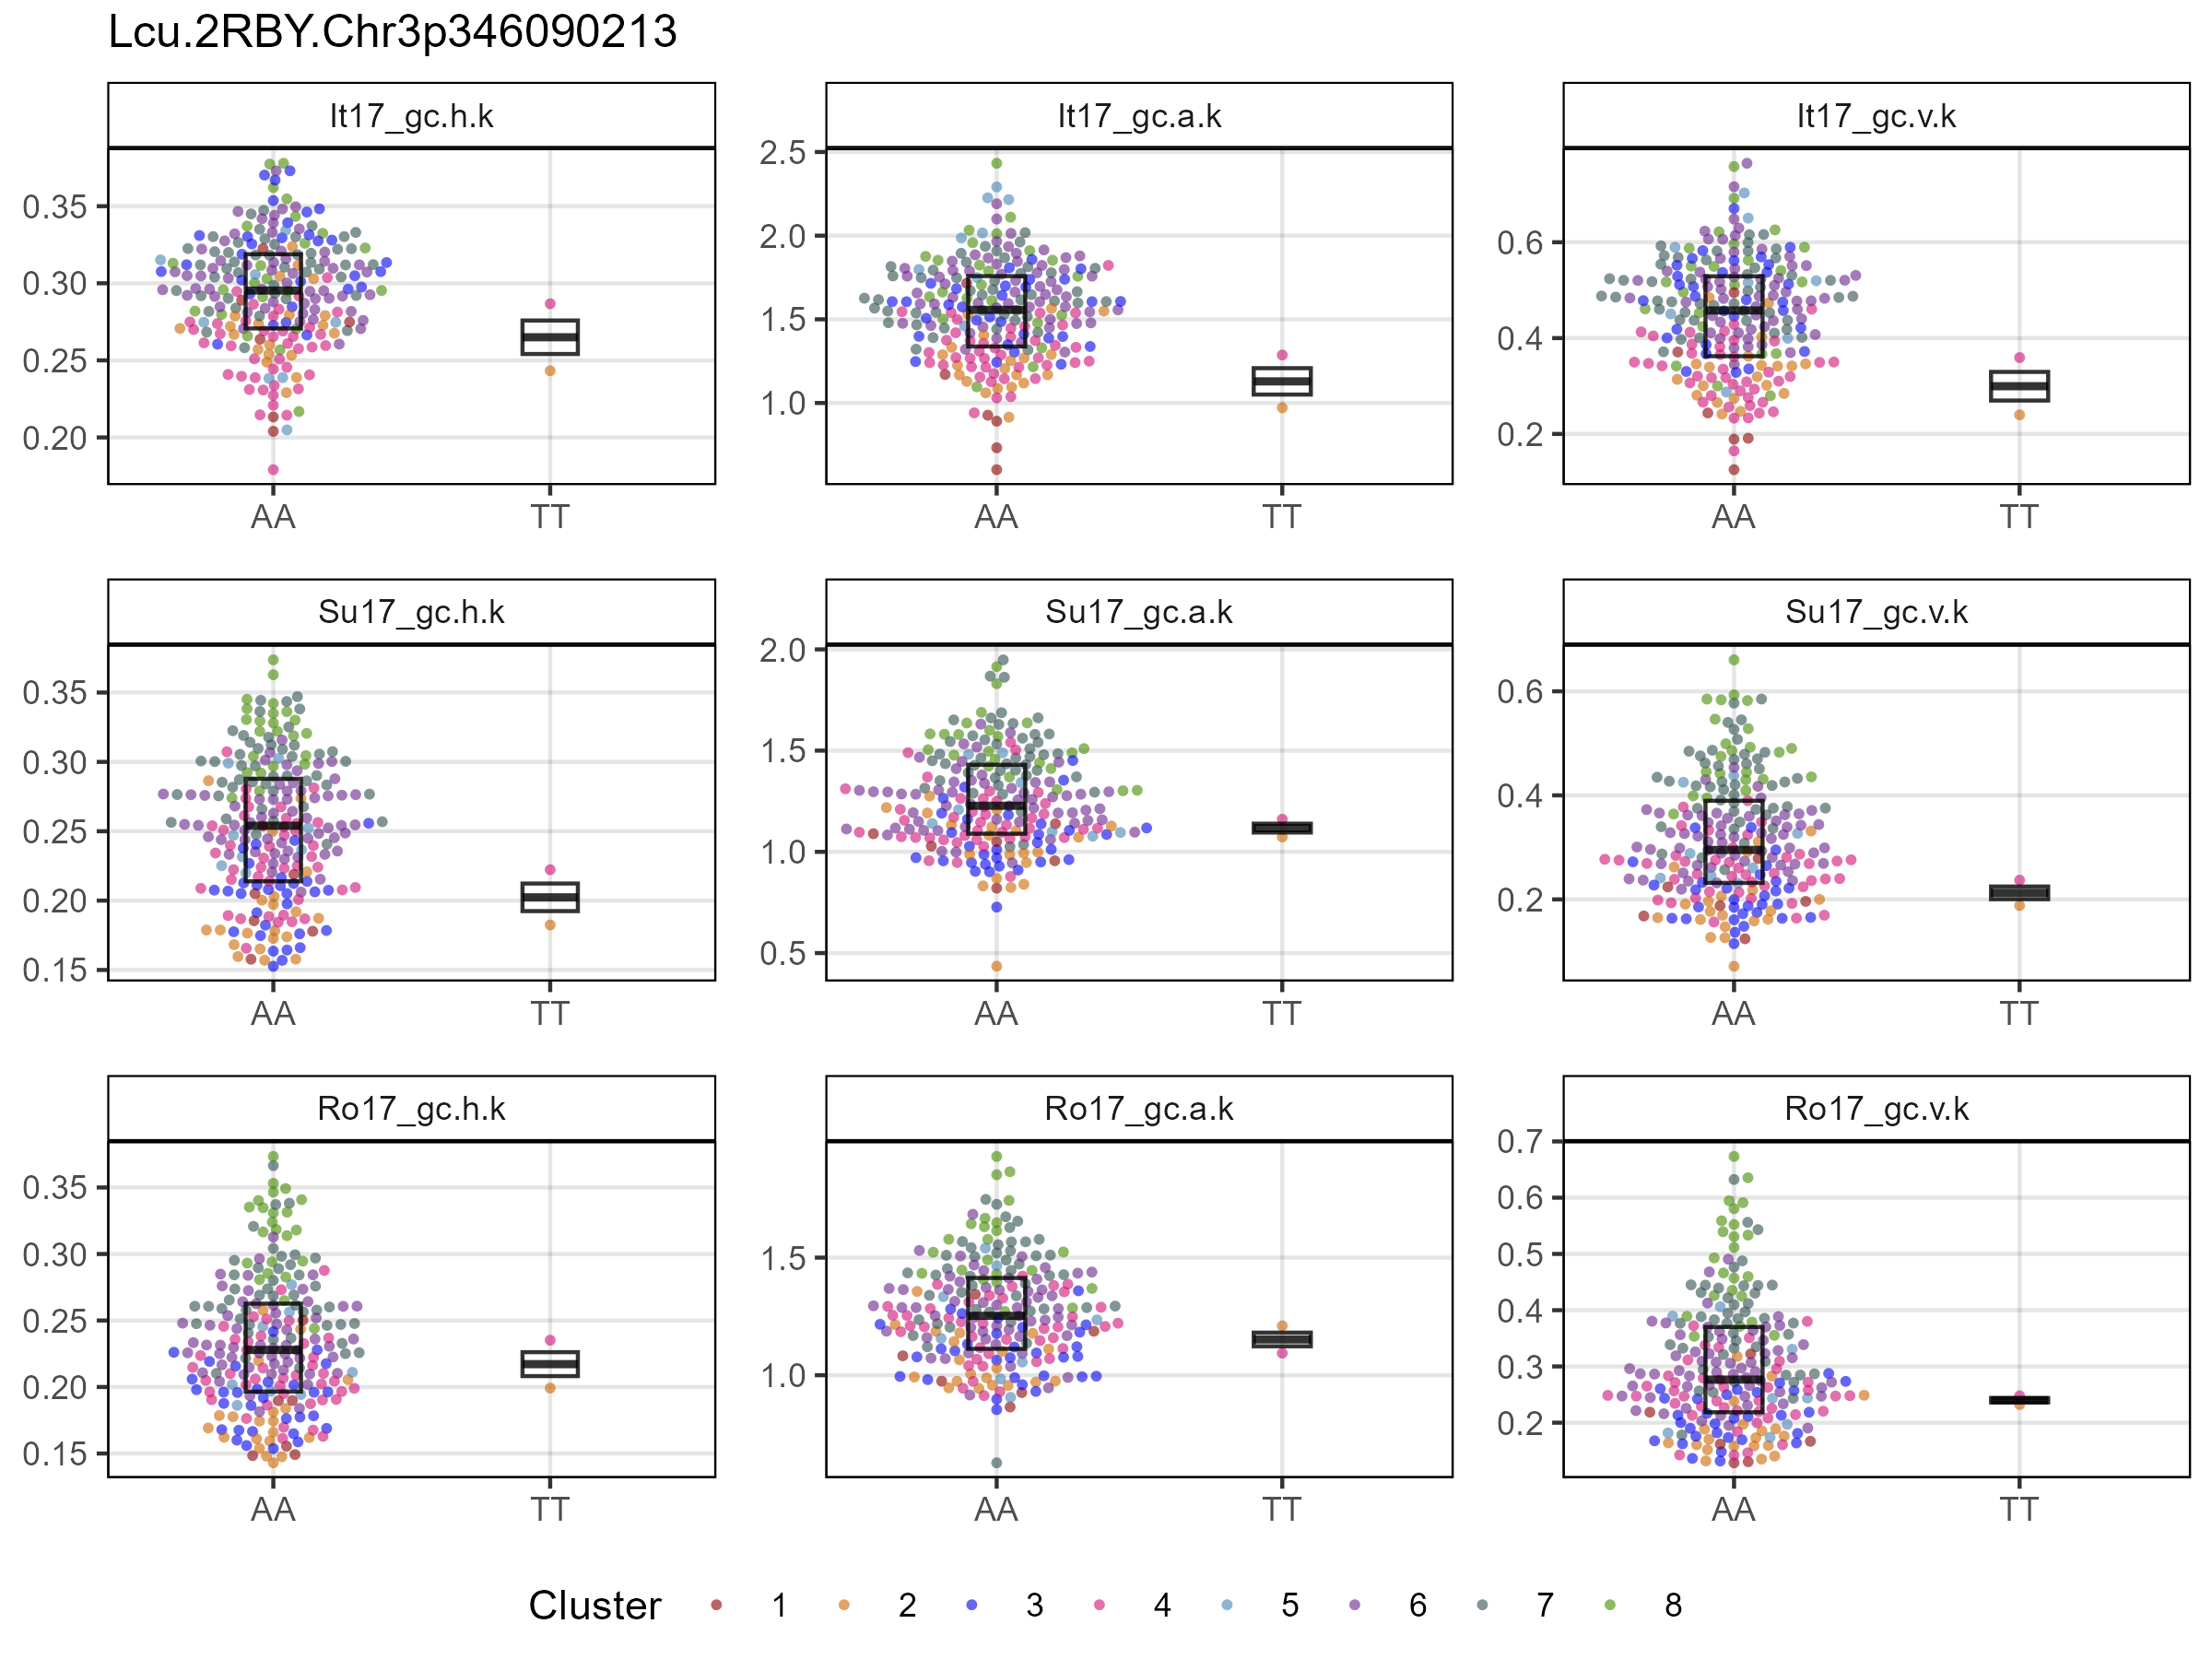 Lcu.2RBY.Chr3p346090213
It17_gc.h.k
It17_gc.a.k
It17_gc.v.k
0.35
0.30
0.25
0.20
2.5
2.0
1.5
1.0
0.6
0.4
0.2
AA
TT
AA
TT
AA
TT
Su17_gc.h.k
Su17_gc.a.k
Su17_gc.v.k
0.35
0.30
0.25
0.20
0.15
2.0
1.5
1.0
0.5
0.6
0.4
0.2
AA
TT
AA
TT
AA
TT
Ro17_gc.h.k
Ro17_gc.a.k
Ro17_gc.v.k
0.35
0.30
0.25
0.20
0.15
1.5
1.0
0.7
0.6
0.5
0.4
0.3
0.2
AA
TT
AA
TT
AA
TT
Cluster 1 2 3 4 5 6 7 8